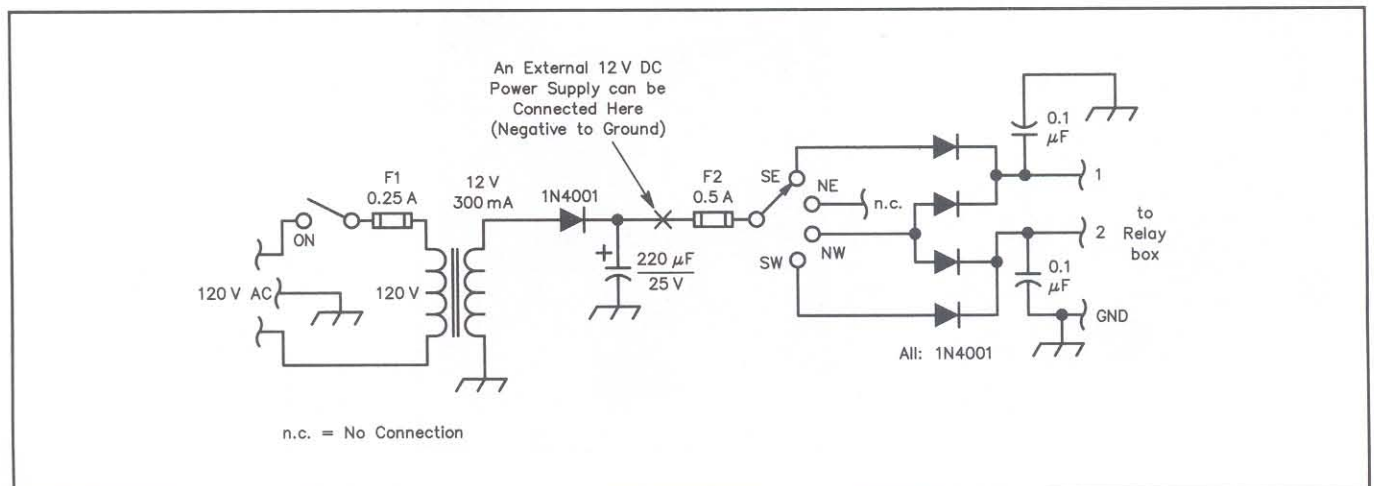 An External 12 V DC
Power Supply can be
Connected Here
(Negative to Ground)
F1
0.25 A
12 V
300 mA
1N4001
F2
0.5 A
SE
NE
n.c.
NW
SW
0.1
µF
1
2
to
Relay
box
0.1
µF
GND
ON
120 V AC
120 V
+
220 µF
25 V
All: 1N4001
n.c. = No Connection